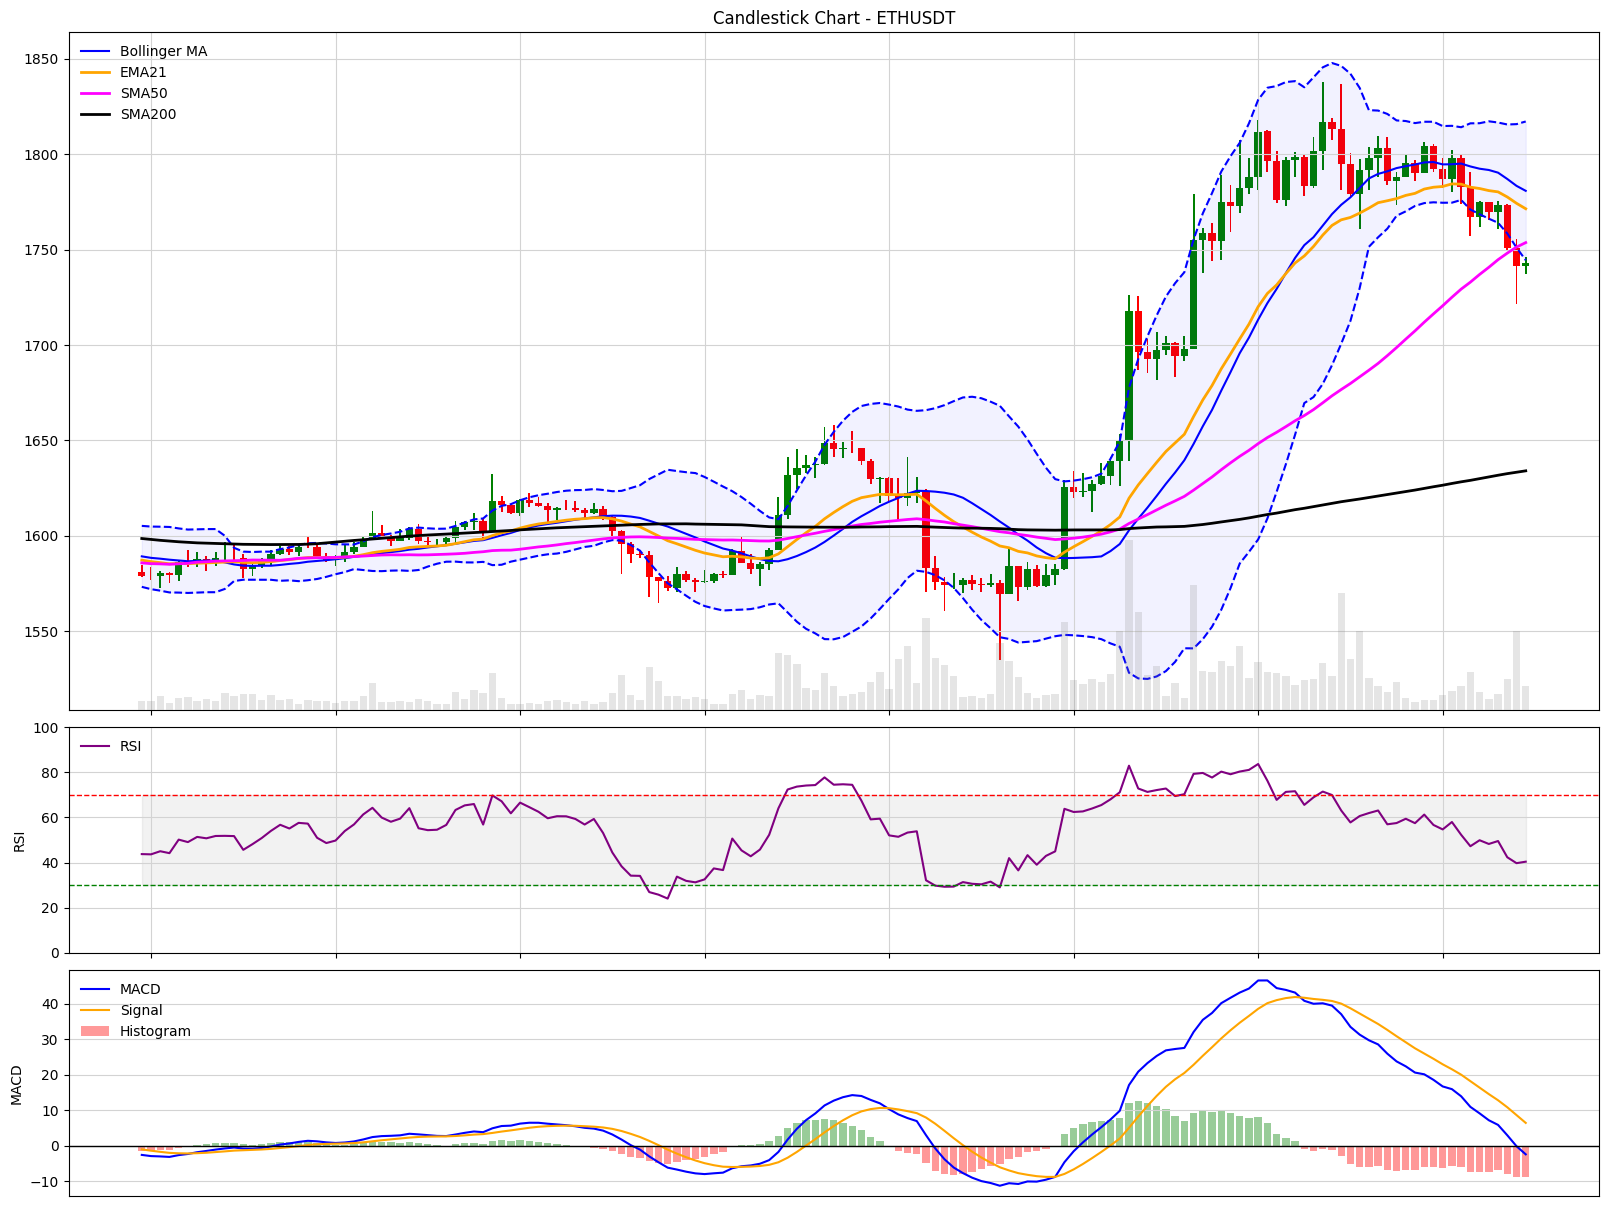 Candlestick Chart - ETHUSDT
Bollinger MA
EMA21
SMA50
SMA200
1850
1800
1750
1700
1650
1600
1550
RSI
100
80
60
40
20
0
RSI
MACD
Signal
Histogram
40
30
20
10
0
−10
MACD